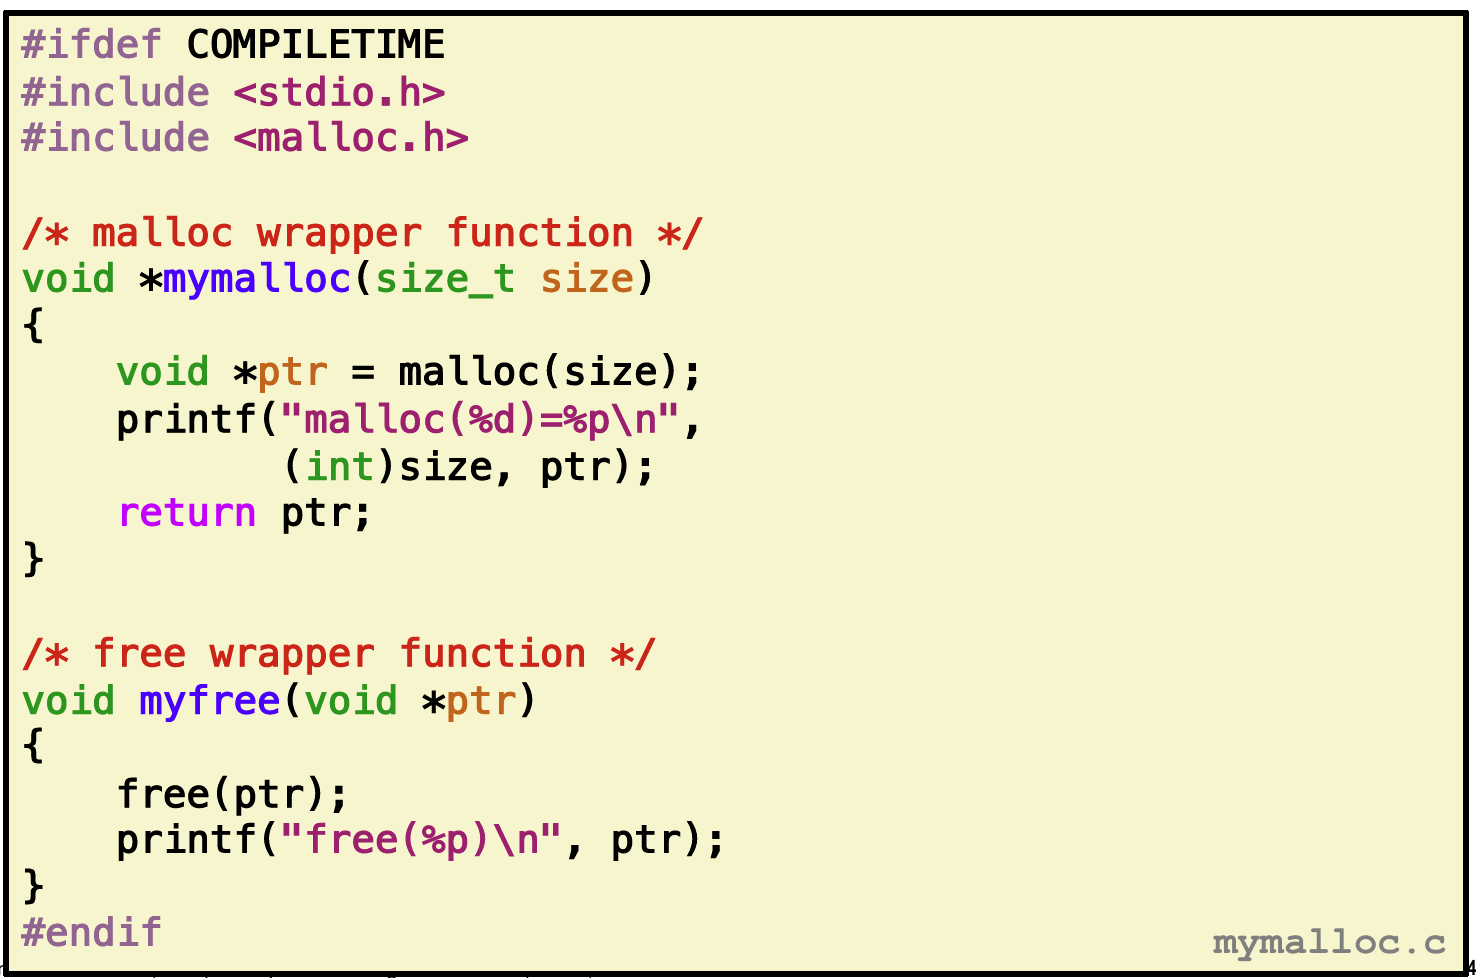 #ifdef COMPILETIME
#include <stdio.h>
#include <malloc.h>

/* malloc wrapper function */
void *mymalloc(size_t size)
{
    void *ptr = malloc(size);
    printf("malloc(%d)=%p\n",
           (int)size, ptr);
    return ptr;
}

/* free wrapper function */
void myfree(void *ptr)
{
    free(ptr);
    printf("free(%p)\n", ptr);
}
#endif
mymalloc.c
4